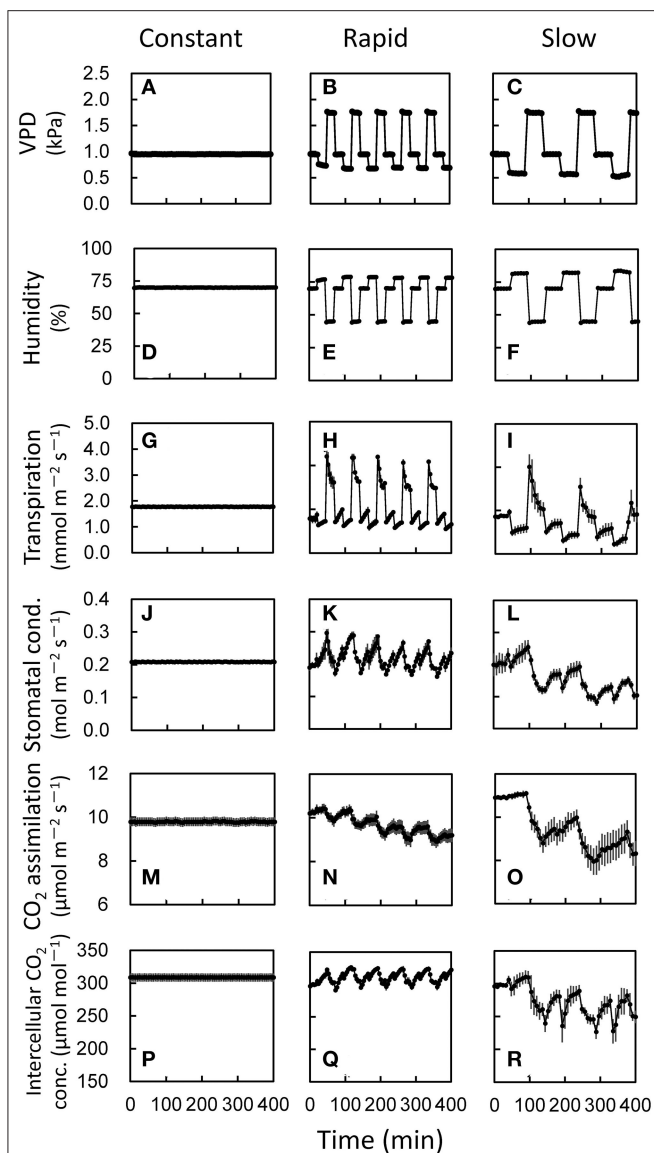 Constant Rapid Slow
VPD
(kPa)
2.5
2.0
1.5
1.0
0.5
0.0
A B C
Humidity
(%)
100
75
50
25
0
D E F
Transpiration
(mmol m−2 s−1)
5.0
4.0
3.0
2.0
1.0
0.0
G H I
Stomatal cond.
(mol m−2 s−1)
0.4
0.3
0.2
0.1
0.0
J K L
CO2 assimilation
(µmol m−2 s−1)
12
10
8
6
M N O
Intercellular CO2
conc. (µmol mol−1)
350
300
250
200
150
P Q R
0 100 200 300 400 0 100 200 300 400 0 100 200 300 400
Time (min)